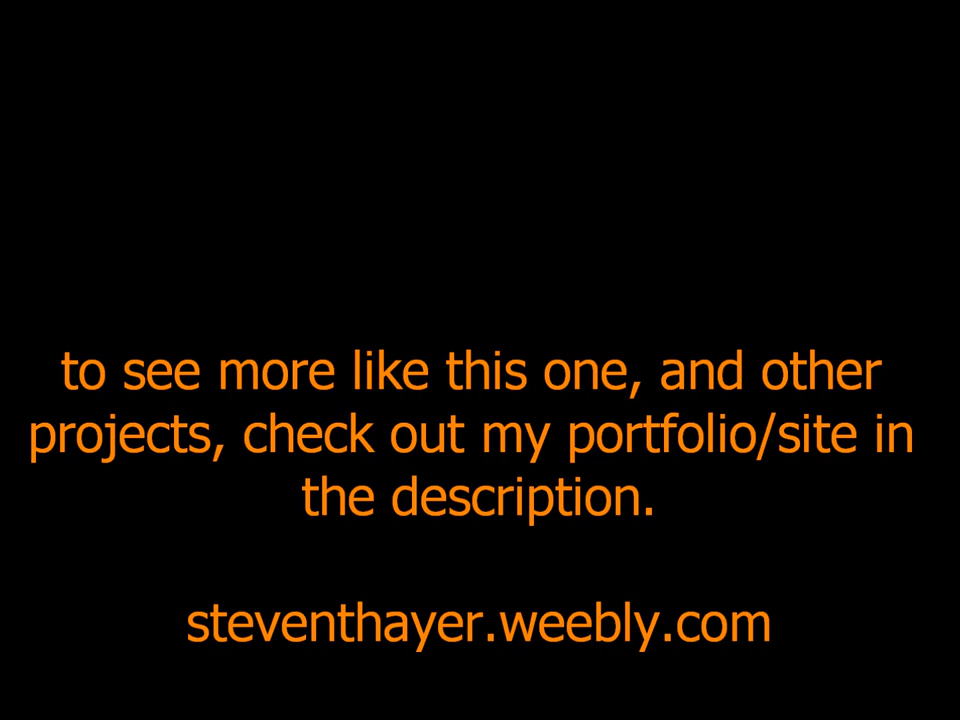 to see more like this one, and other
projects, check out my portfolio/site in
the description.
steventhayer.weebly.com